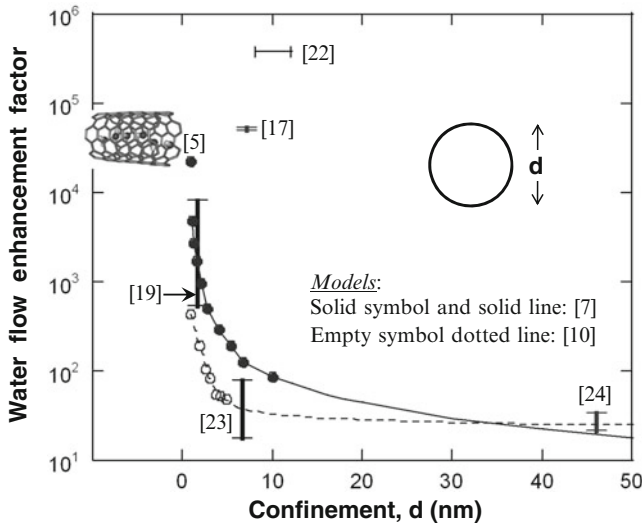 Water flow enhancement factor
10^6
10^5
10^4
10^3
10^2
10^1
[22]
[17]
[5]
d
[19]
Models:
Solid symbol and solid line: [7]
Empty symbol dotted line: [10]
[23]
[24]
0 10 20 30 40 50
Confinement, d (nm)